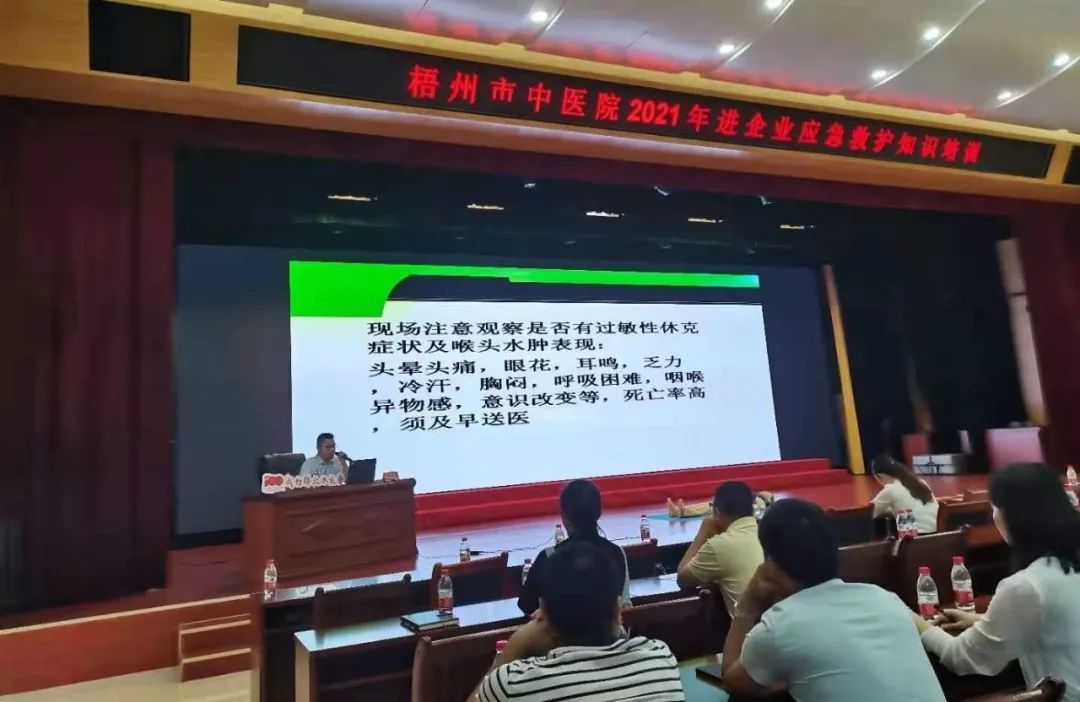 梧州市中医院2021年进企业应急救护知识培训
现场注意观察是否有过敏性休克
症状及喉头水肿表现：
头晕头痛，眼花，耳鸣，乏力
，冷汗，胸闷，呼吸困难，咽喉
异物感，意识改变等，死亡率高
，须及早送医